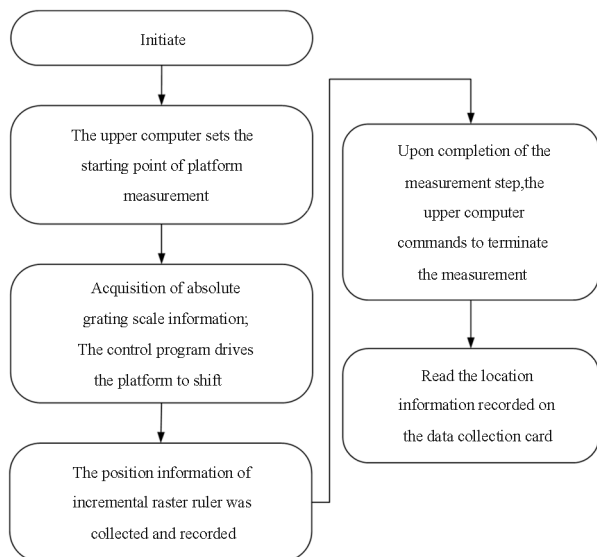 Initiate
The upper computer sets the
starting point of platform
measurement
Acquisition of absolute
grating scale information;
The control program drives
the platform to shift
The position information of
incremental raster ruler was
collected and recorded
Upon completion of the
measurement step,the
upper computer
commands to terminate
the measurement
Read the location
information recorded on
the data collection card